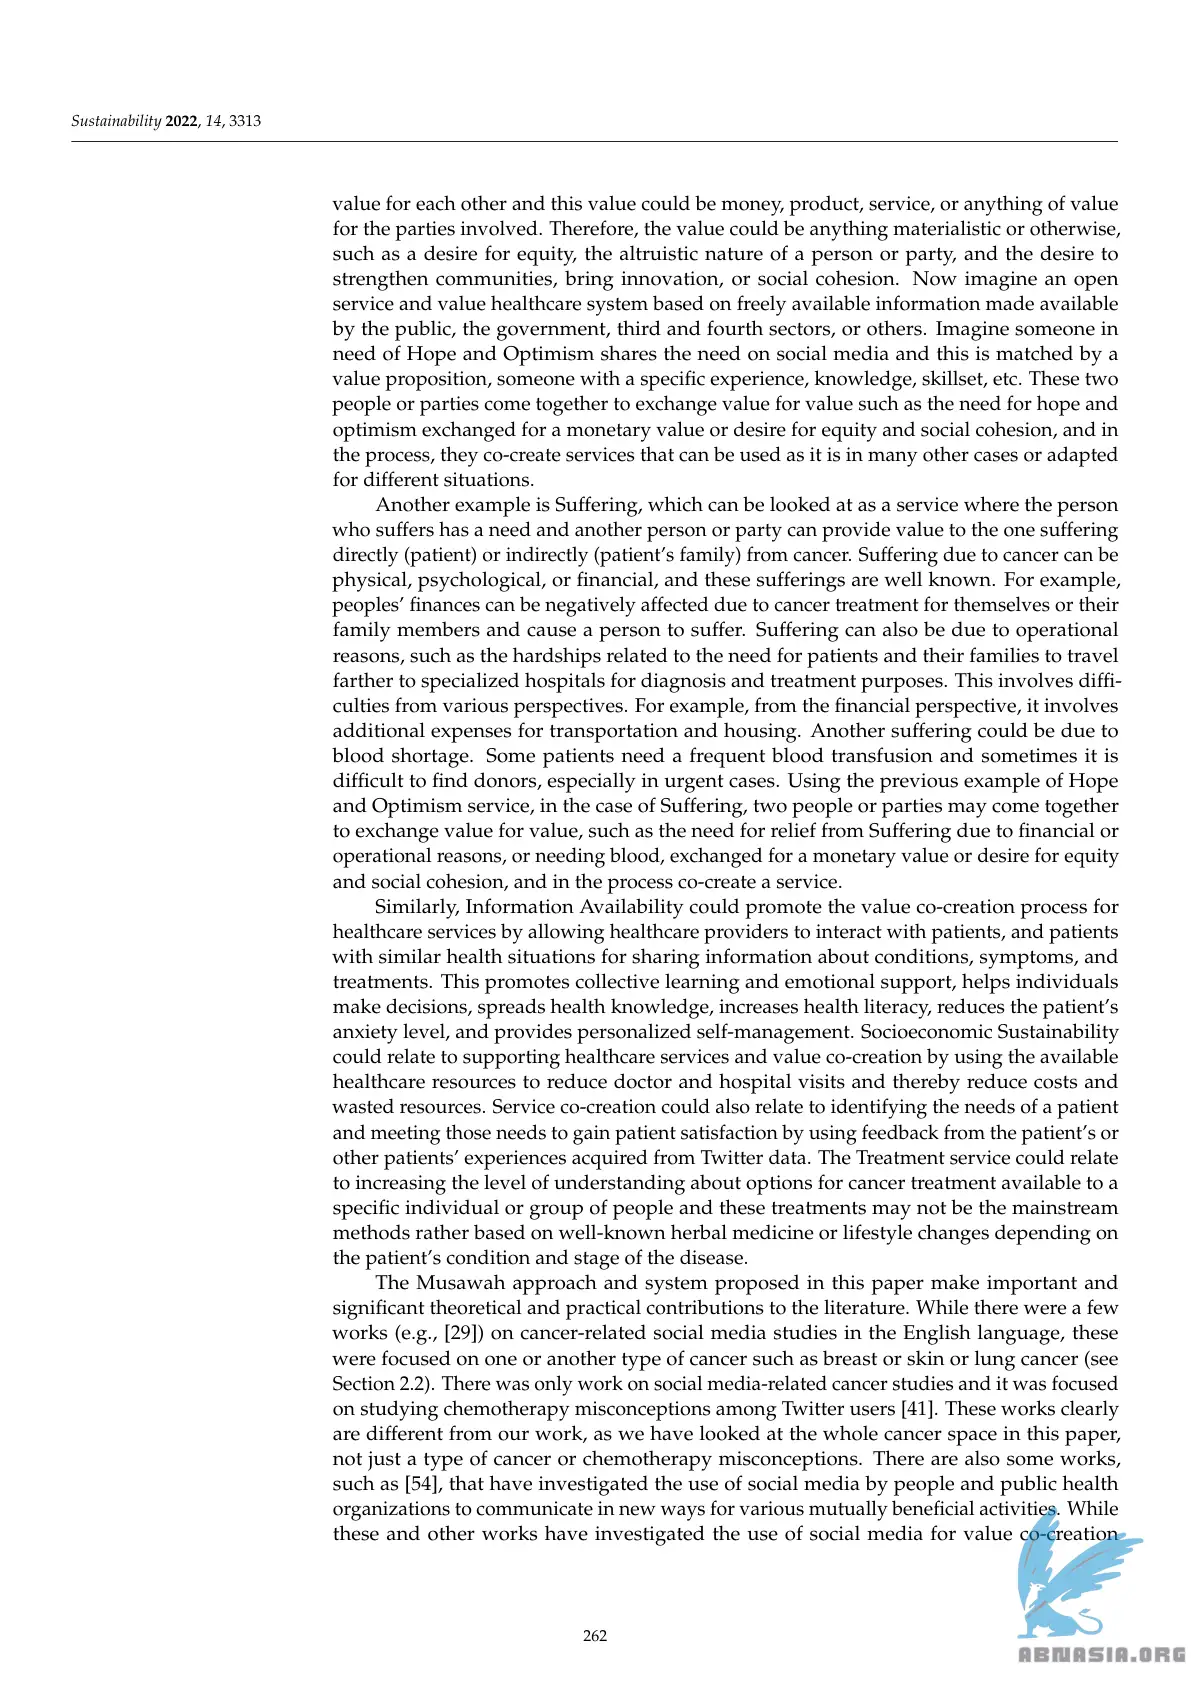 Sustainability 2022, 14, 3313
value for each other and this value could be money, product, service, or anything of value
for the parties involved. Therefore, the value could be anything materialistic or otherwise,
such as a desire for equity, the altruistic nature of a person or party, and the desire to
strengthen communities, bring innovation, or social cohesion. Now imagine an open
service and value healthcare system based on freely available information made available
by the public, the government, third and fourth sectors, or others. Imagine someone in
need of Hope and Optimism shares the need on social media and this is matched by a
value proposition, someone with a specific experience, knowledge, skillset, etc. These two
people or parties come together to exchange value for value such as the need for hope and
optimism exchanged for a monetary value or desire for equity and social cohesion, and in
the process, they co-create services that can be used as it is in many other cases or adapted
for different situations.
Another example is Suffering, which can be looked at as a service where the person
who suffers has a need and another person or party can provide value to the one suffering
directly (patient) or indirectly (patient's family) from cancer. Suffering due to cancer can be
physical, psychological, or financial, and these sufferings are well known. For example,
peoples' finances can be negatively affected due to cancer treatment for themselves or their
family members and cause a person to suffer. Suffering can also be due to operational
reasons, such as the hardships related to the need for patients and their families to travel
farther to specialized hospitals for diagnosis and treatment purposes. This involves diffi-
culties from various perspectives. For example, from the financial perspective, it involves
additional expenses for transportation and housing. Another suffering could be due to
blood shortage. Some patients need a frequent blood transfusion and sometimes it is
difficult to find donors, especially in urgent cases. Using the previous example of Hope
and Optimism service, in the case of Suffering, two people or parties may come together
to exchange value for value, such as the need for relief from Suffering due to financial or
operational reasons, or needing blood, exchanged for a monetary value or desire for equity
and social cohesion, and in the process co-create a service.
Similarly, Information Availability could promote the value co-creation process for
healthcare services by allowing healthcare providers to interact with patients, and patients
with similar health situations for sharing information about conditions, symptoms, and
treatments. This promotes collective learning and emotional support, helps individuals
make decisions, spreads health knowledge, increases health literacy, reduces the patient's
anxiety level, and provides personalized self-management. Socioeconomic Sustainability
could relate to supporting healthcare services and value co-creation by using the available
healthcare resources to reduce doctor and hospital visits and thereby reduce costs and
wasted resources. Service co-creation could also relate to identifying the needs of a patient
and meeting those needs to gain patient satisfaction by using feedback from the patient's or
other patients' experiences acquired from Twitter data. The Treatment service could relate
to increasing the level of understanding about options for cancer treatment available to a
specific individual or group of people and these treatments may not be the mainstream
methods rather based on well-known herbal medicine or lifestyle changes depending on
the patient's condition and stage of the disease.
The Musawah approach and system proposed in this paper make important and
significant theoretical and practical contributions to the literature. While there were a few
works (e.g., [29]) on cancer-related social media studies in the English language, these
were focused on one or another type of cancer such as breast or skin or lung cancer (see
Section 2.2). There was only work on social media-related cancer studies and it was focused
on studying chemotherapy misconceptions among Twitter users [41]. These works clearly
are different from our work, as we have looked at the whole cancer space in this paper,
not just a type of cancer or chemotherapy misconceptions. There are also some works,
such as [54], that have investigated the use of social media by people and public health
organizations to communicate in new ways for various mutually beneficial activities. While
these and other works have investigated the use of social media for value co-creation
262
ABNASIA.ORG